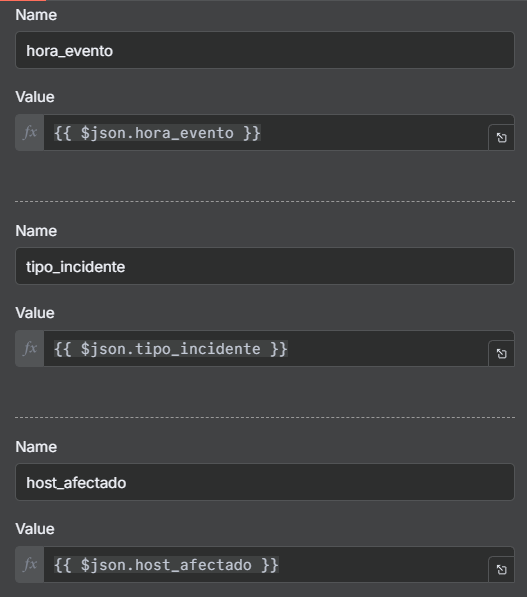 Name
hora_evento
Value
fx {{ $json.hora_evento }}
Name
tipo_incidente
Value
fx {{ $json.tipo_incidente }}
Name
host_afectado
Value
fx {{ $json.host_afectado }}